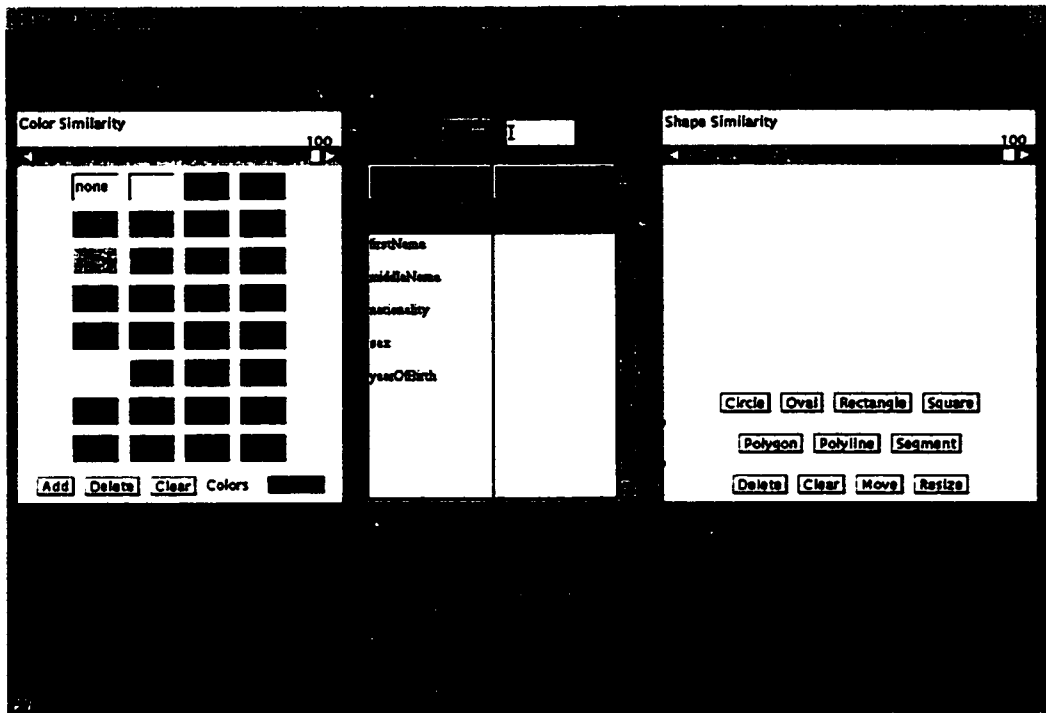 Color Similarity
100
none
Add Delete Clear Colors
firstName
middleName
nationality
sex
yearOfBirth
Shape Similarity
100
Circle Oval Rectangle Square
Polygon Polyline Segment
Delete Clear Move Resize